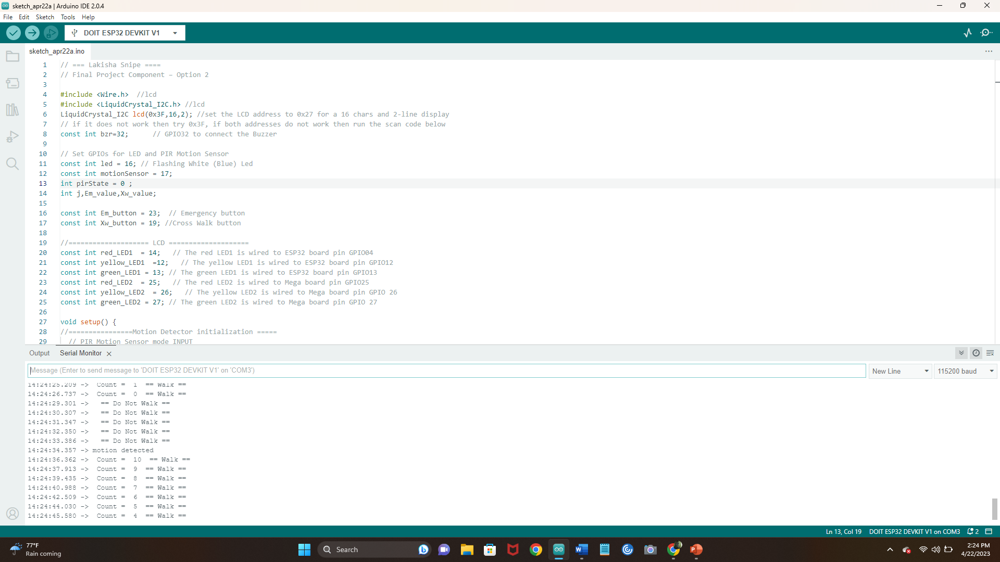 sketch_apr22a | Arduino IDE 2.0.4
File Edit Sketch Tools Help
DOIT ESP32 DEVKIT V1
sketch_apr22a.ino
1 // === Lakisha Snipe ====
2 // Final Project Component – Option 2
3
4 #include <Wire.h>  //lcd
5 #include <LiquidCrystal_I2C.h> //lcd
6 LiquidCrystal_I2C lcd(0x3F,16,2); //set the LCD address to 0x27 for a 16 chars and 2-line display
7 // if it does not work then try 0x3F, if both addresses do not work then run the scan code below
8 const int bzr=32;      // GPIO32 to connect the Buzzer
9
10 // Set GPIOs for LED and PIR Motion Sensor
11 const int led = 16; // Flashing White (Blue) Led
12 const int motionSensor = 17;
13 int pirState = 0 ;
14 int j,Em_value,Xw_value;
15
16 const int Em_button = 23;  // Emergency button
17 const int Xw_button = 19; //Cross Walk button
18
19 //==================== LCD ====================
20 const int red_LED1  = 14;   // The red LED1 is wired to ESP32 board pin GPIO04
21 const int yellow_LED1  =12;   // The yellow LED1 is wired to ESP32 board pin GPIO12
22 const int green_LED1 = 13; // The green LED1 is wired to ESP32 board pin GPIO13
23 const int red_LED2  = 25;   // The red LED2 is wired to Mega board pin GPIO25
24 const int yellow_LED2  = 26;   // The yellow LED2 is wired to Mega board pin GPIO 26
25 const int green_LED2 = 27; // The green LED2 is wired to Mega board pin GPIO 27
26
27 void setup() {
28 //================Motion Detector initialization =====
29 // PIR Motion Sensor mode INPUT
Output Serial Monitor
Message (Enter to send message to 'DOIT ESP32 DEVKIT V1' on 'COM3')
New Line 115200 baud
14:24:25.209 ->  Count =  1  == Walk ==
14:24:26.737 ->  Count =  0  == Walk ==
14:24:29.301 ->   == Do Not Walk ==
14:24:30.307 ->   == Do Not Walk ==
14:24:31.347 ->   == Do Not Walk ==
14:24:32.350 ->   == Do Not Walk ==
14:24:33.386 ->   == Do Not Walk ==
14:24:34.357 -> motion detected
14:24:36.362 ->  Count =  10  == Walk ==
14:24:37.913 ->  Count =  9  == Walk ==
14:24:39.435 ->  Count =  8  == Walk ==
14:24:40.988 ->  Count =  7  == Walk ==
14:24:42.509 ->  Count =  6  == Walk ==
14:24:44.030 ->  Count =  5  == Walk ==
14:24:45.580 ->  Count =  4  == Walk ==
Ln 13, Col 19 DOIT ESP32 DEVKIT V1 on COM3 2
77°F
Rain coming
Search
2:24 PM
4/22/2023